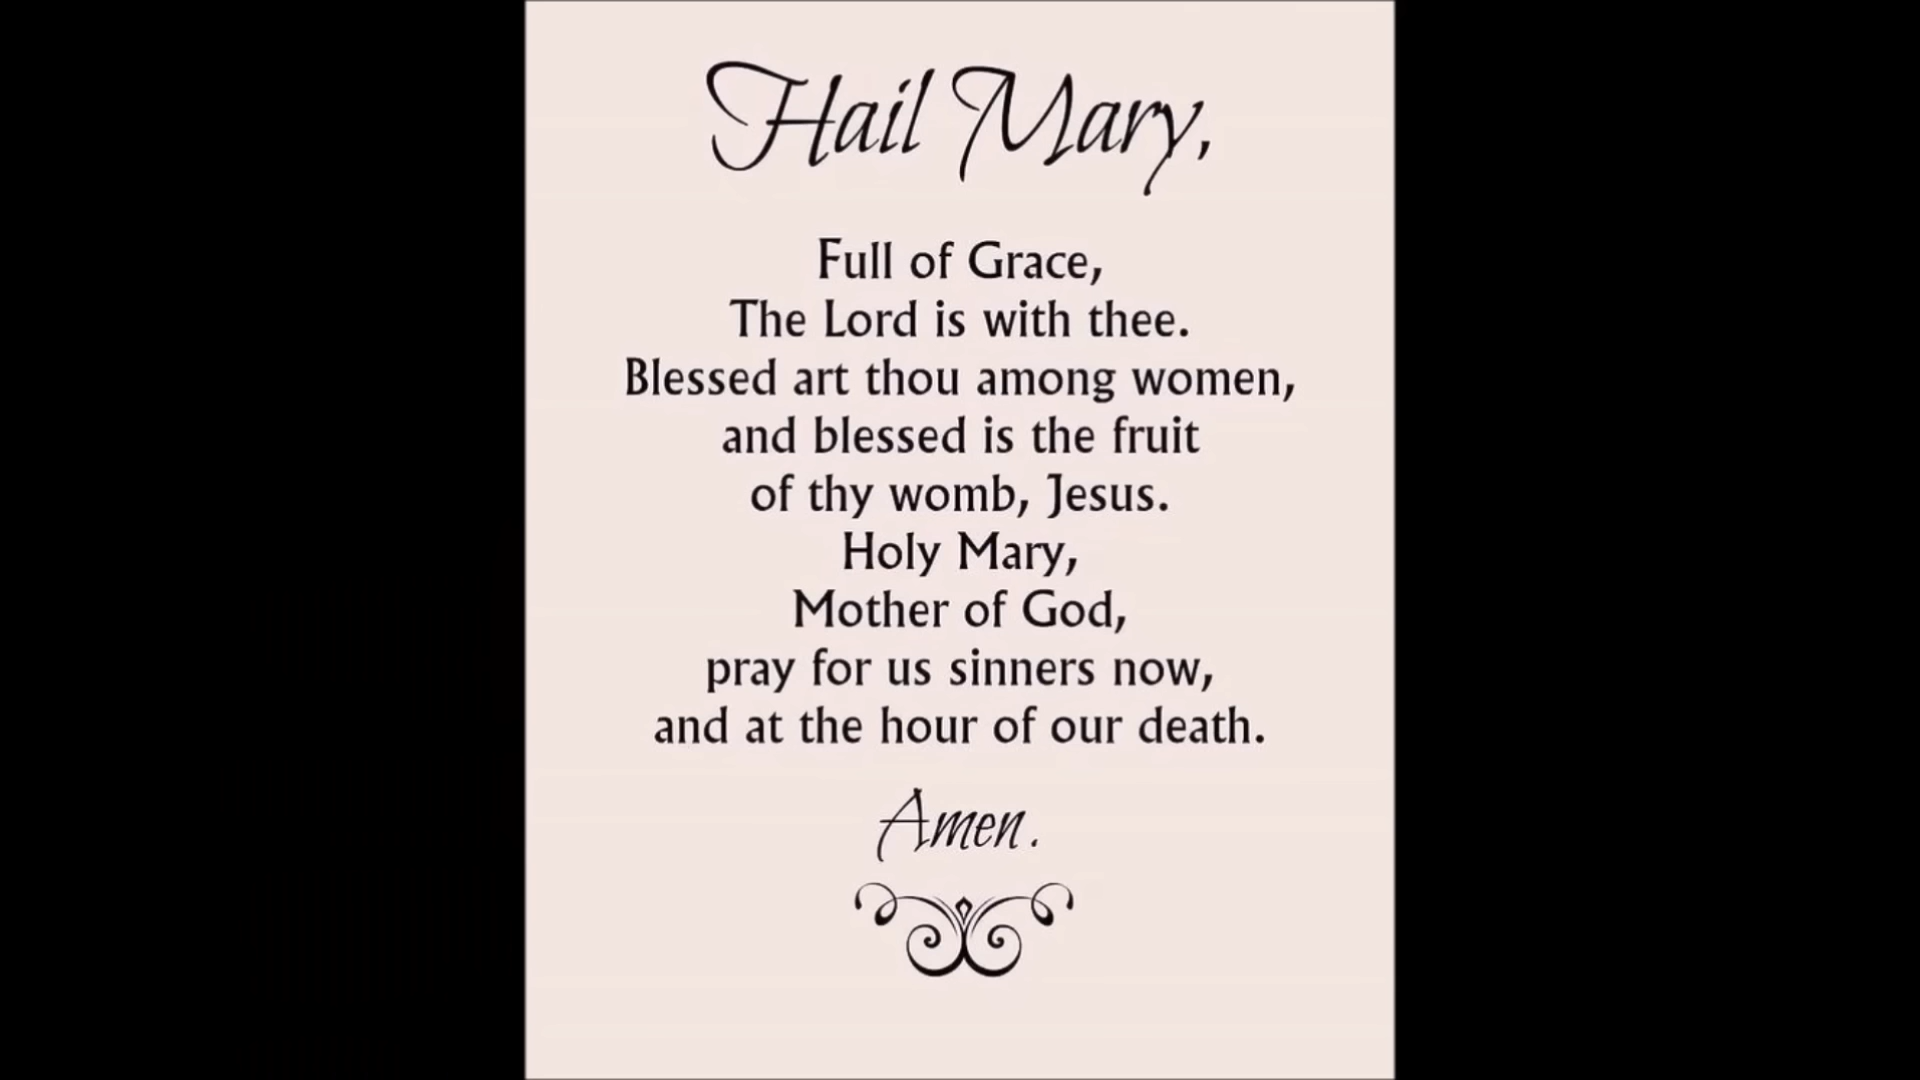 Hail Mary,
Full of Grace,
The Lord is with thee.
Blessed art thou among women,
and blessed is the fruit
of thy womb, Jesus.
Holy Mary,
Mother of God,
pray for us sinners now,
and at the hour of our death.
Amen.